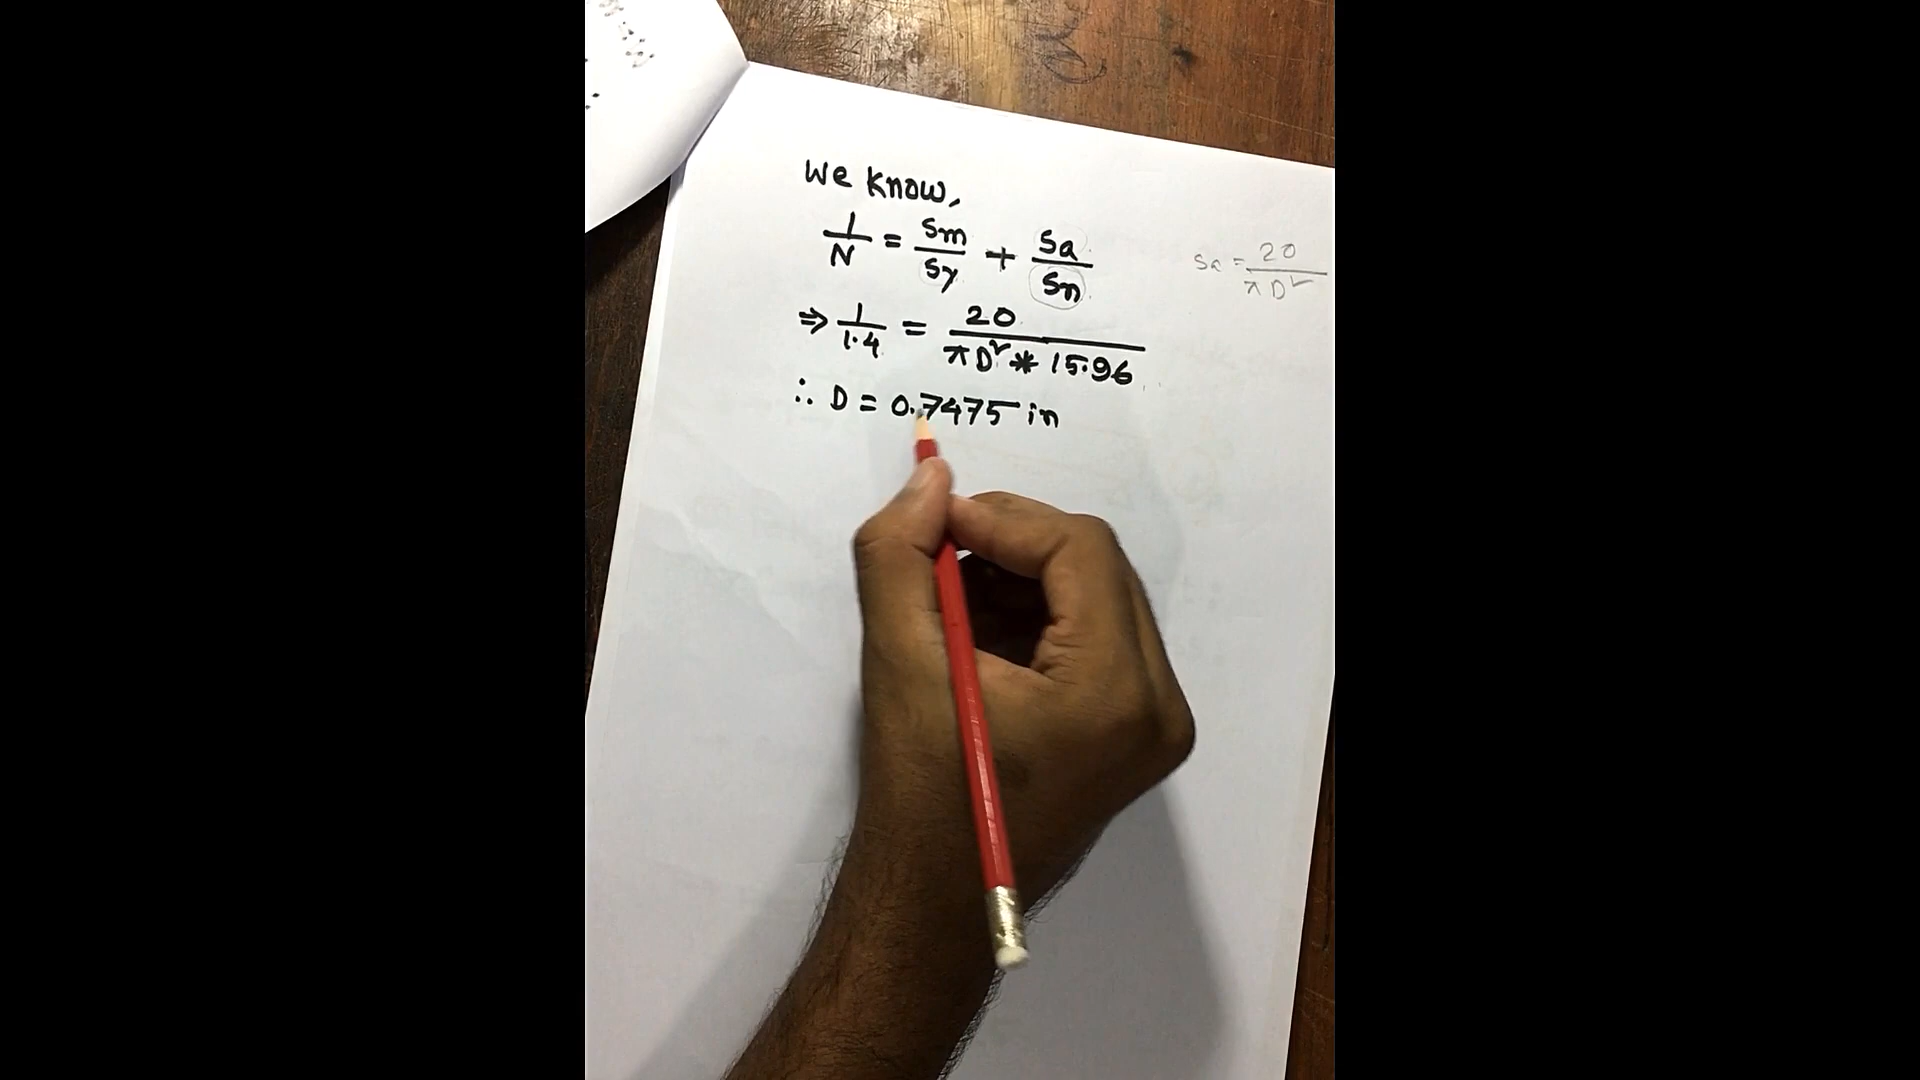 We know,
1/N = Sm/Sy + Sa/Sn
Sa = 20/πD²
⇒ 1/1.4 = 20/πD² * 15.96
∴ D = 0.7475 in